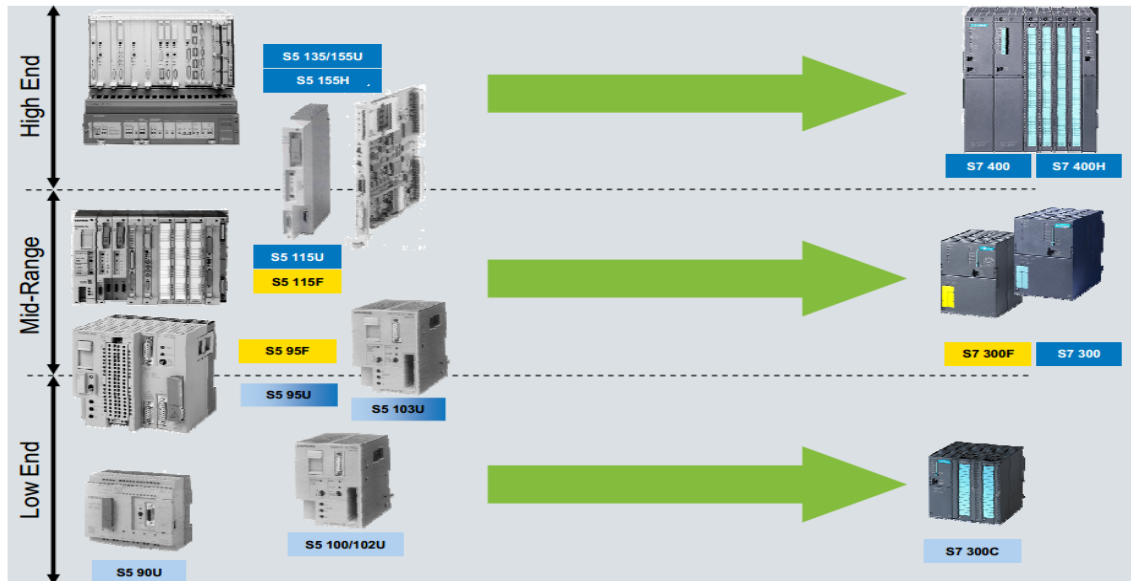 High End
S5 135/155U
S5 155H
S7 400
S7 400H
Mid-Range
S5 115U
S5 115F
S5 95F
S7 300F
S7 300
S5 95U
S5 103U
Low End
S5 100/102U
S7 300C
S5 90U